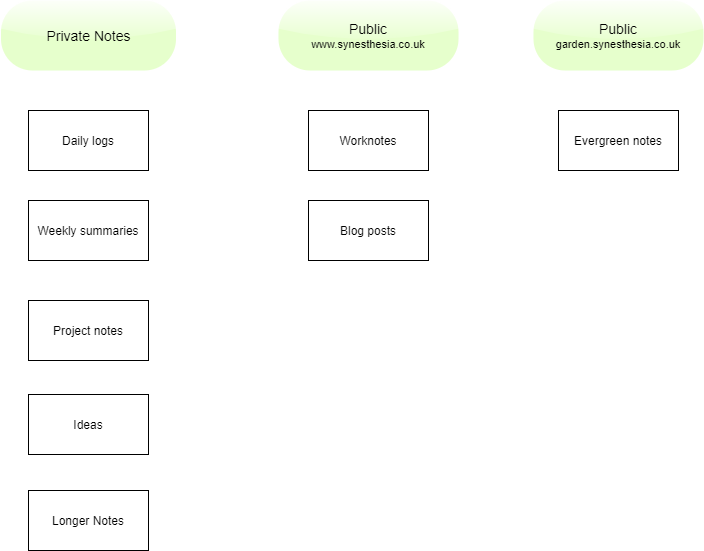 Private Notes
Public
www.synesthesia.co.uk
Public
garden.synesthesia.co.uk
Daily logs
Worknotes
Evergreen notes
Weekly summaries
Blog posts
Project notes
Ideas
Longer Notes